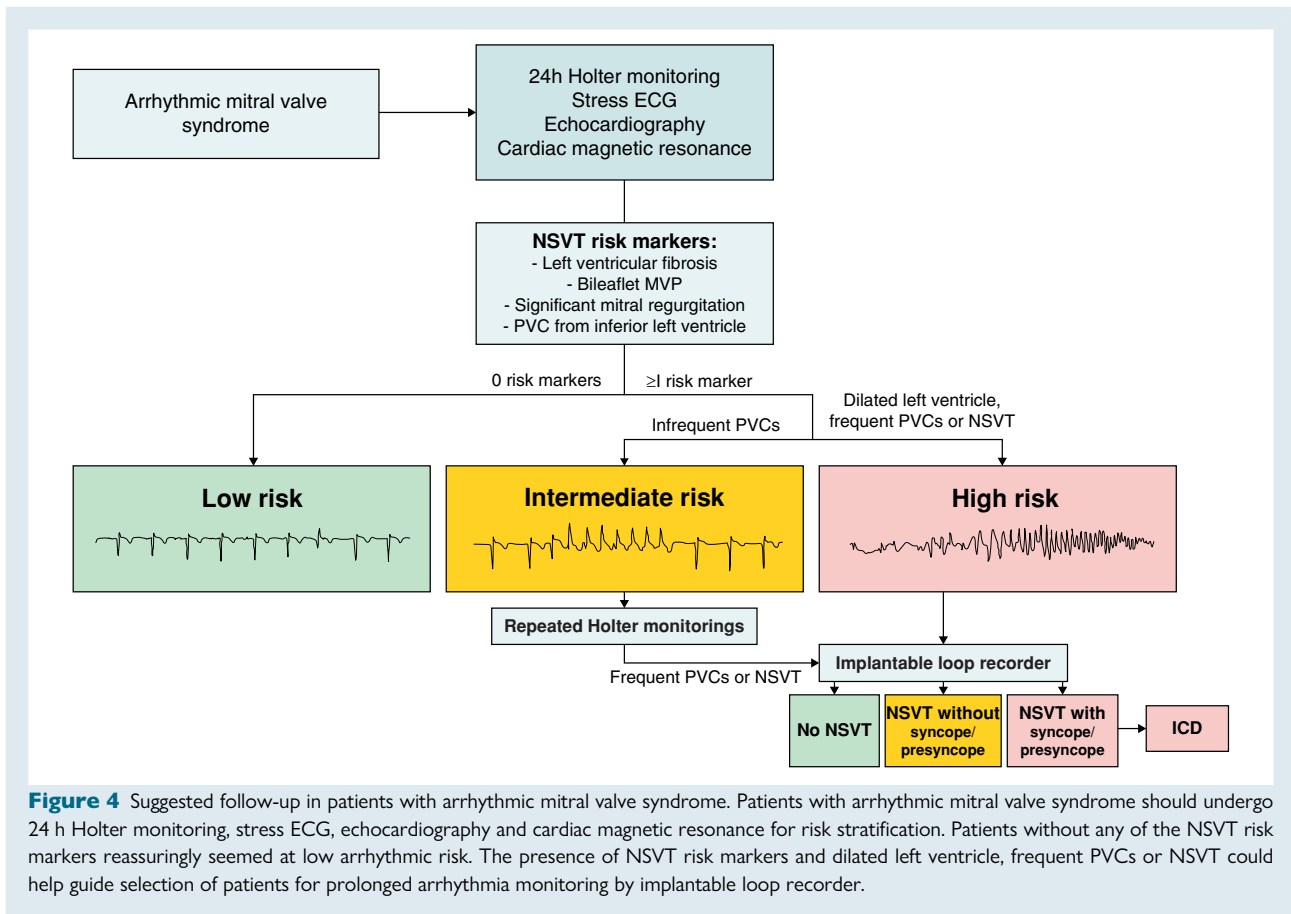 Arrhythmic mitral valve
syndrome
24h Holter monitoring
Stress ECG
Echocardiography
Cardiac magnetic resonance
NSVT risk markers:
- Left ventricular fibrosis
- Bileaflet MVP
- Significant mitral regurgitation
- PVC from inferior left ventricle
0 risk markers
≥I risk marker
Infrequent PVCs
Dilated left ventricle,
frequent PVCs or NSVT
Low risk
Intermediate risk
High risk
Repeated Holter monitorings
Frequent PVCs or NSVT
Implantable loop recorder
No NSVT
NSVT without
syncope/
presyncope
NSVT with
syncope/
presyncope
ICD
Figure 4 Suggested follow-up in patients with arrhythmic mitral valve syndrome. Patients with arrhythmic mitral valve syndrome should undergo
24 h Holter monitoring, stress ECG, echocardiography and cardiac magnetic resonance for risk stratification. Patients without any of the NSVT risk
markers reassuringly seemed at low arrhythmic risk. The presence of NSVT risk markers and dilated left ventricle, frequent PVCs or NSVT could
help guide selection of patients for prolonged arrhythmia monitoring by implantable loop recorder.